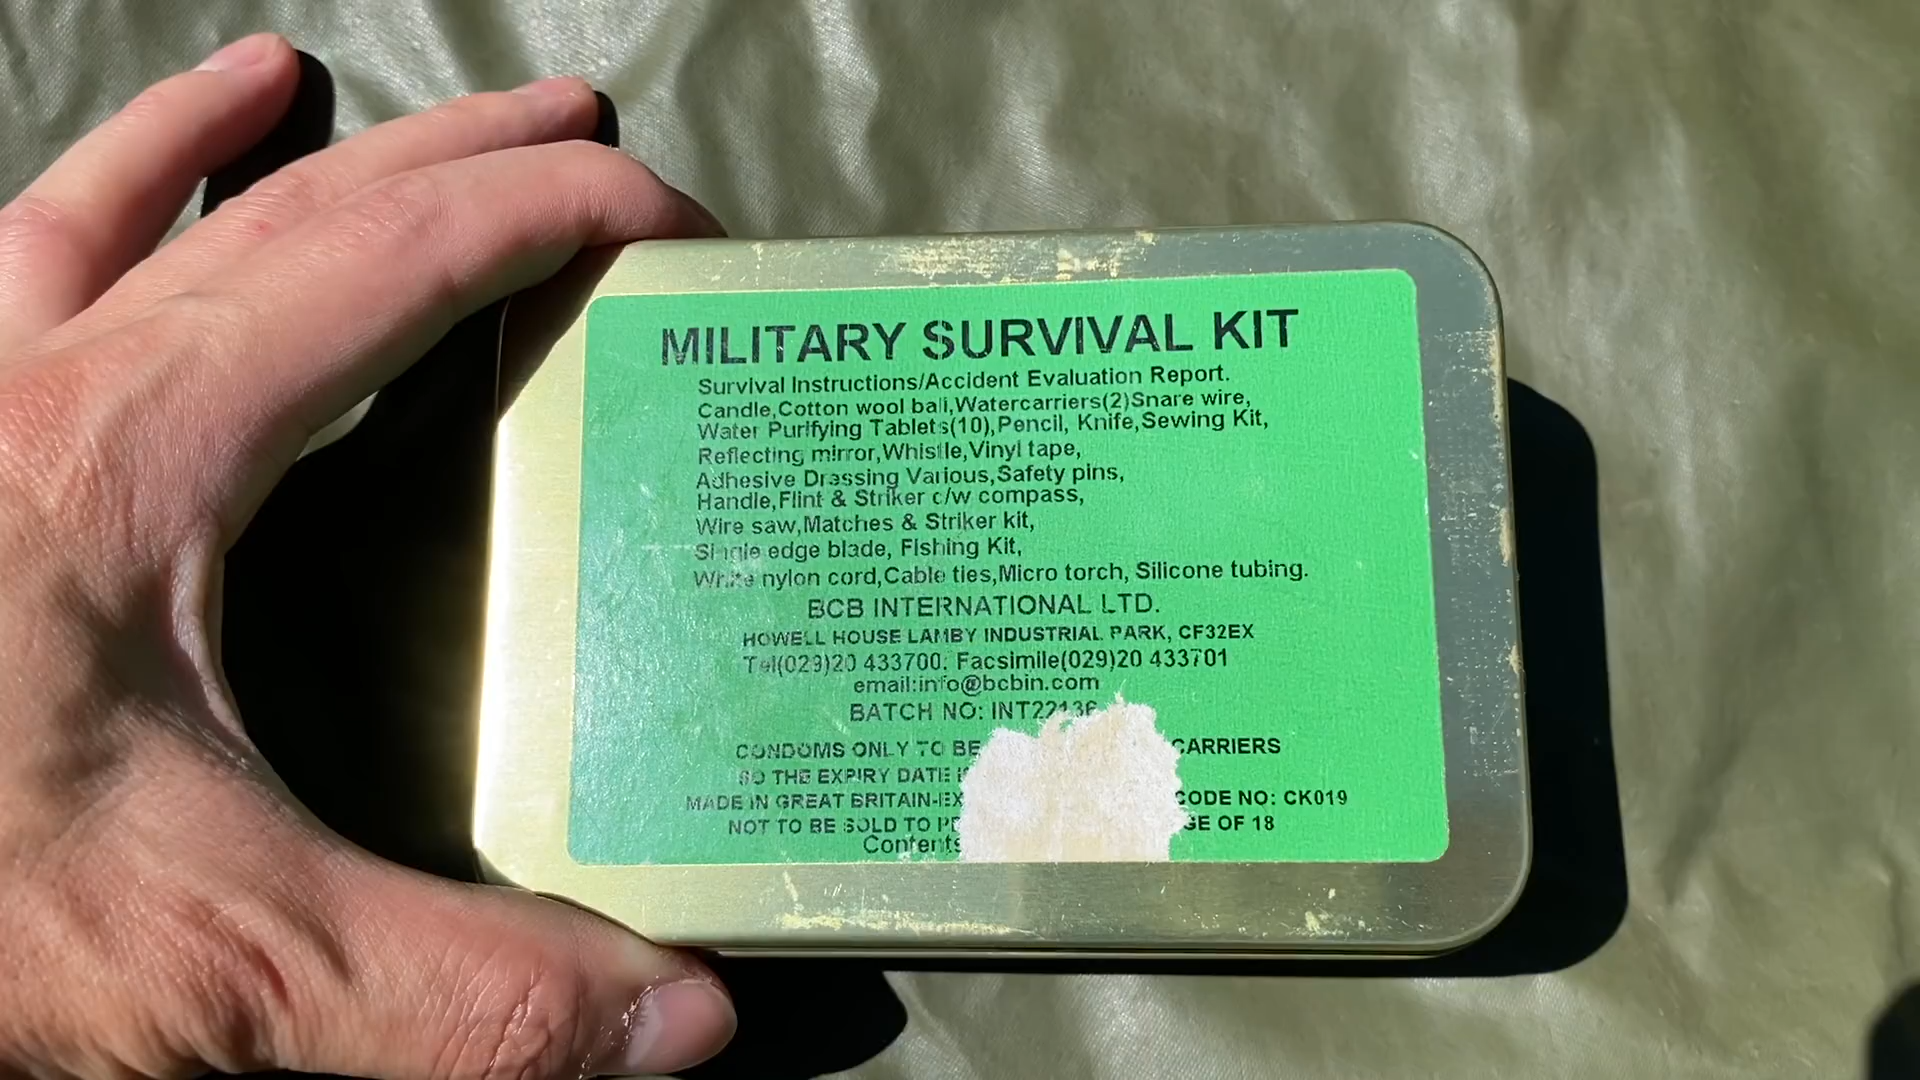 MILITARY SURVIVAL KIT
Survival Instructions/Accident Evaluation Report.
Candle,Cotton wool ball,Watercarriers(2)Snare wire,
Water Purifying Tablets(10),Pencil, Knife,Sewing Kit,
Reflecting mirror,Whistle,Vinyl tape,
Adhesive Dressing Various,Safety pins,
Handle,Flint & Striker c/w compass,
Wire saw,Matches & Striker kit,
Single edge blade, Fishing Kit,
White nylon cord,Cable ties,Micro torch, Silicone tubing.
BCB INTERNATIONAL LTD.
HOWELL HOUSE LAMBY INDUSTRIAL PARK, CF32EX
Tel(029)20 433700. Facsimile(029)20 433701
email:info@bcbin.com
BATCH NO: INT22136
CONDOMS ONLY TO BE CARRIERS
SO THE EXPIRY DATE
MADE IN GREAT BRITAIN- CODE NO: CK019
NOT TO BE SOLD TO OF 18
Contents